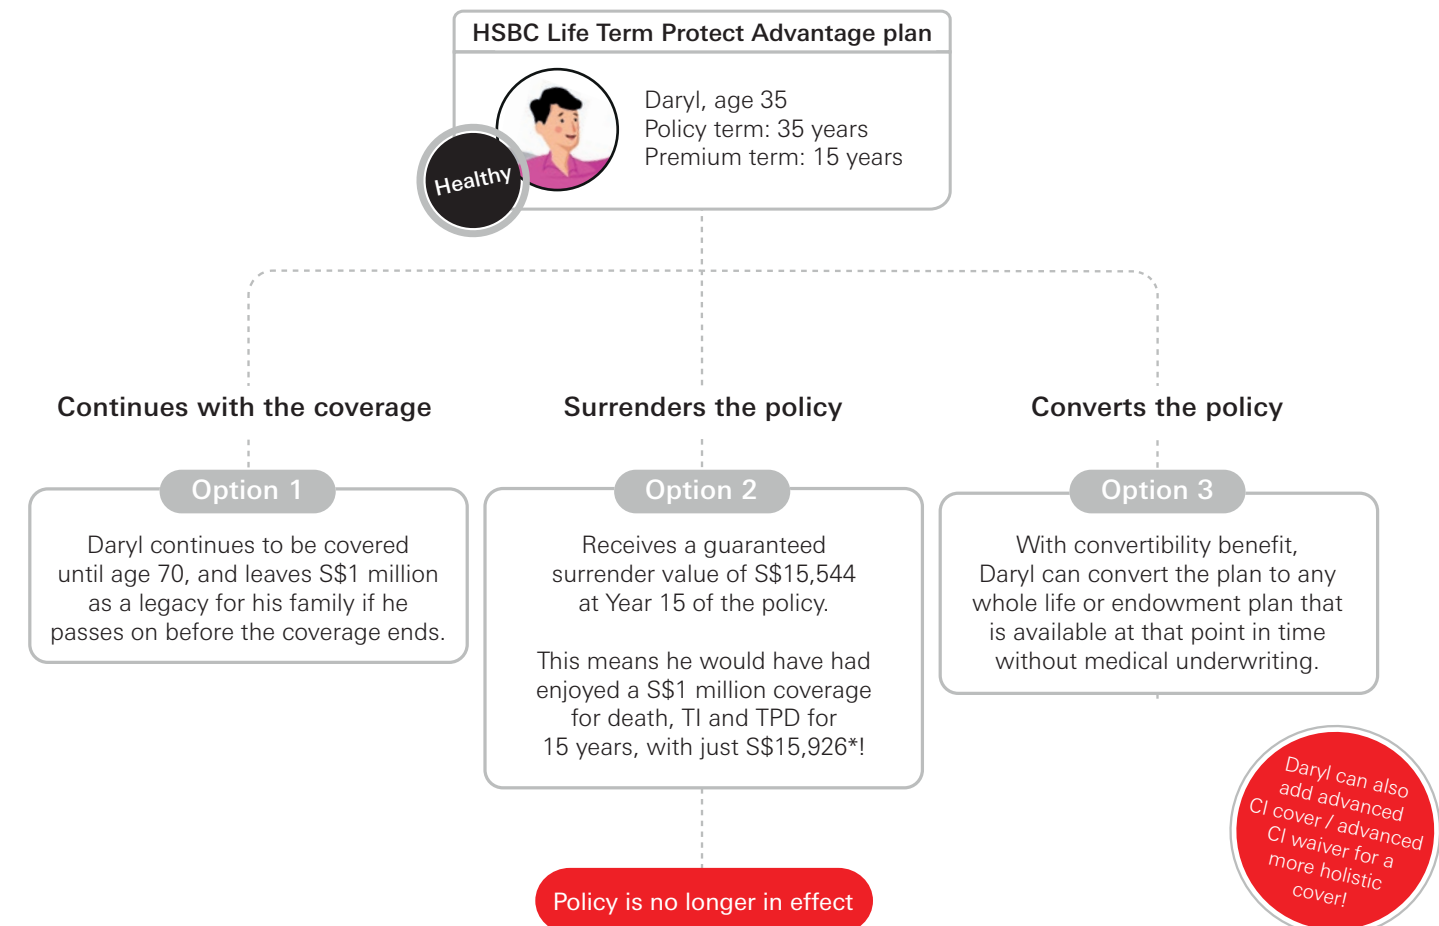 HSBC Life Term Protect Advantage plan
Daryl, age 35
Policy term: 35 years
Premium term: 15 years
Healthy
Continues with the coverage
Option 1
Daryl continues to be covered
until age 70, and leaves S$1 million
as a legacy for his family if he
passes on before the coverage ends.
Surrenders the policy
Option 2
Receives a guaranteed
surrender value of S$15,544
at Year 15 of the policy.
This means he would have had
enjoyed a S$1 million coverage
for death, TI and TPD for
15 years, with just S$15,926*!
Policy is no longer in effect
Converts the policy
Option 3
With convertibility benefit,
Daryl can convert the plan to any
whole life or endowment plan that
is available at that point in time
without medical underwriting.
Daryl can also
add advanced
CI cover / advanced
CI waiver for a
more holistic
cover!